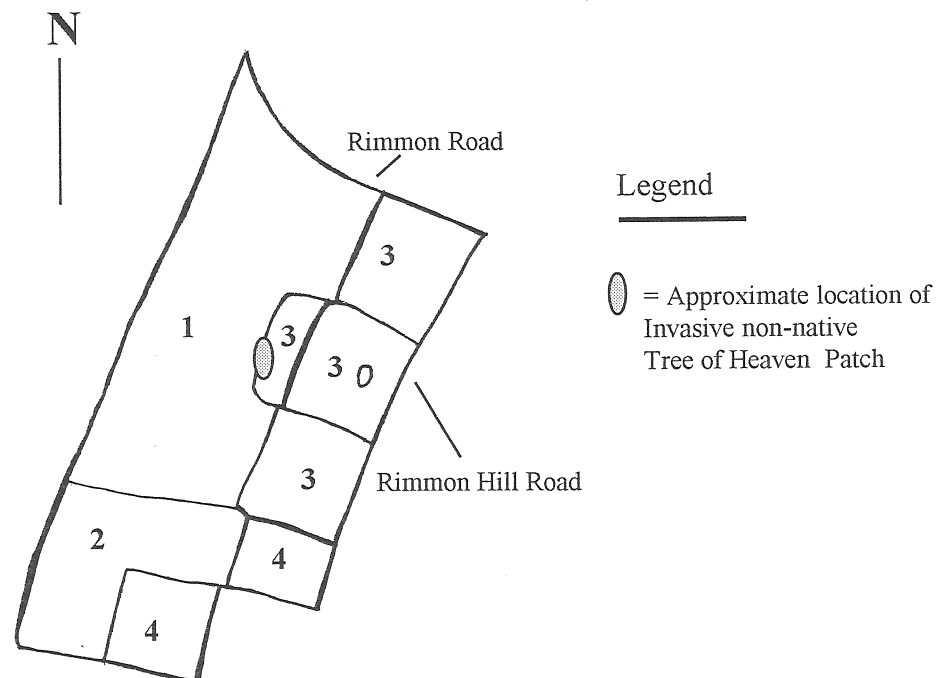 N
Rimmon Road
Legend
3
= Approximate location of
Invasive non-native
Tree of Heaven Patch
1
3
3 0
3
Rimmon Hill Road
2
4
4